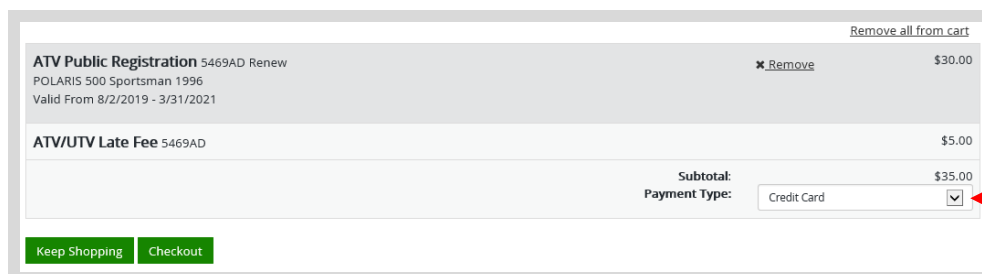 Remove all from cart
ATV Public Registration 5469AD Renew ✖ Remove $30.00
POLARIS 500 Sportsman 1996
Valid From 8/2/2019 - 3/31/2021
ATV/UTV Late Fee 5469AD $5.00
Subtotal: $35.00
Payment Type: Credit Card
Keep Shopping Checkout